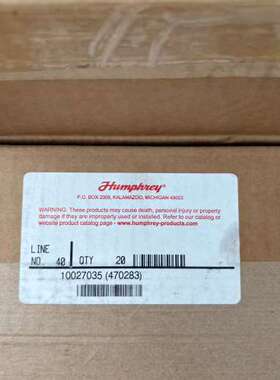 Humphrey
P.O. BOX 2008, KALAMAZOO, MICHIGAN 49003
WARNING: These products may cause death, personal injury or property
damage if they are improperly used or installed. Refer to our catalog or
website product catalog page - www.humphrey-products.com
LINE
NO. 40 QTY 20
10027035 (470283)